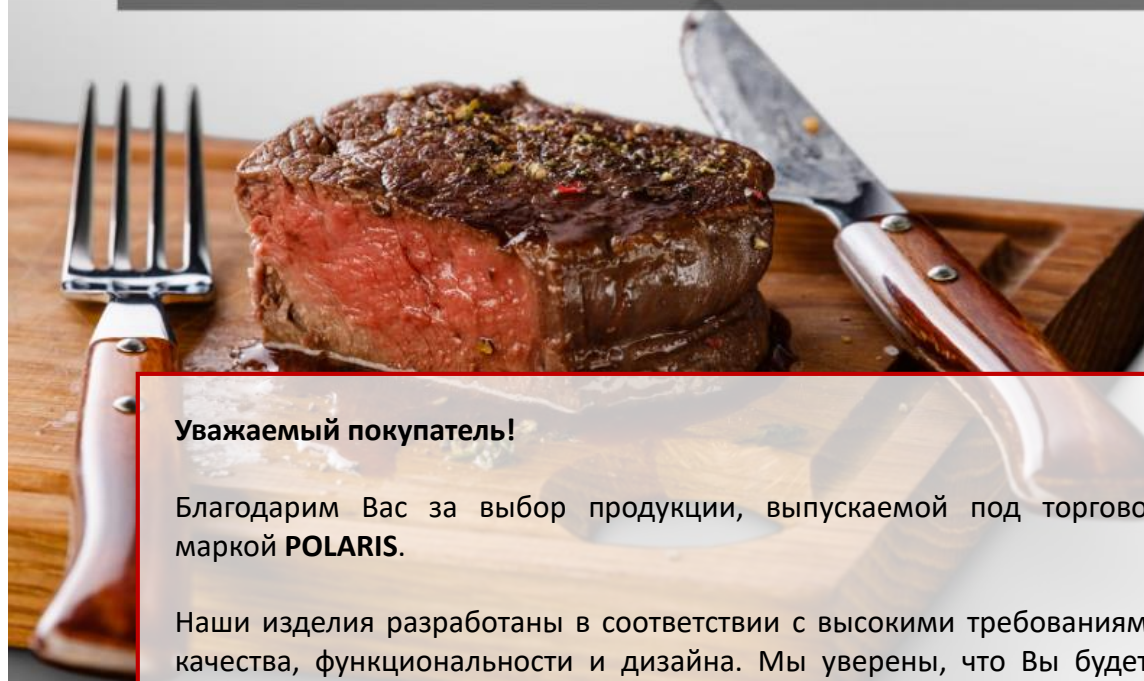 Уважаемый покупатель!
Благодарим Вас за выбор продукции, выпускаемой под торгово
маркой POLARIS.
Наши изделия разработаны в соответствии с высокими требованиям
качества, функциональности и дизайна. Мы уверены, что Вы будет